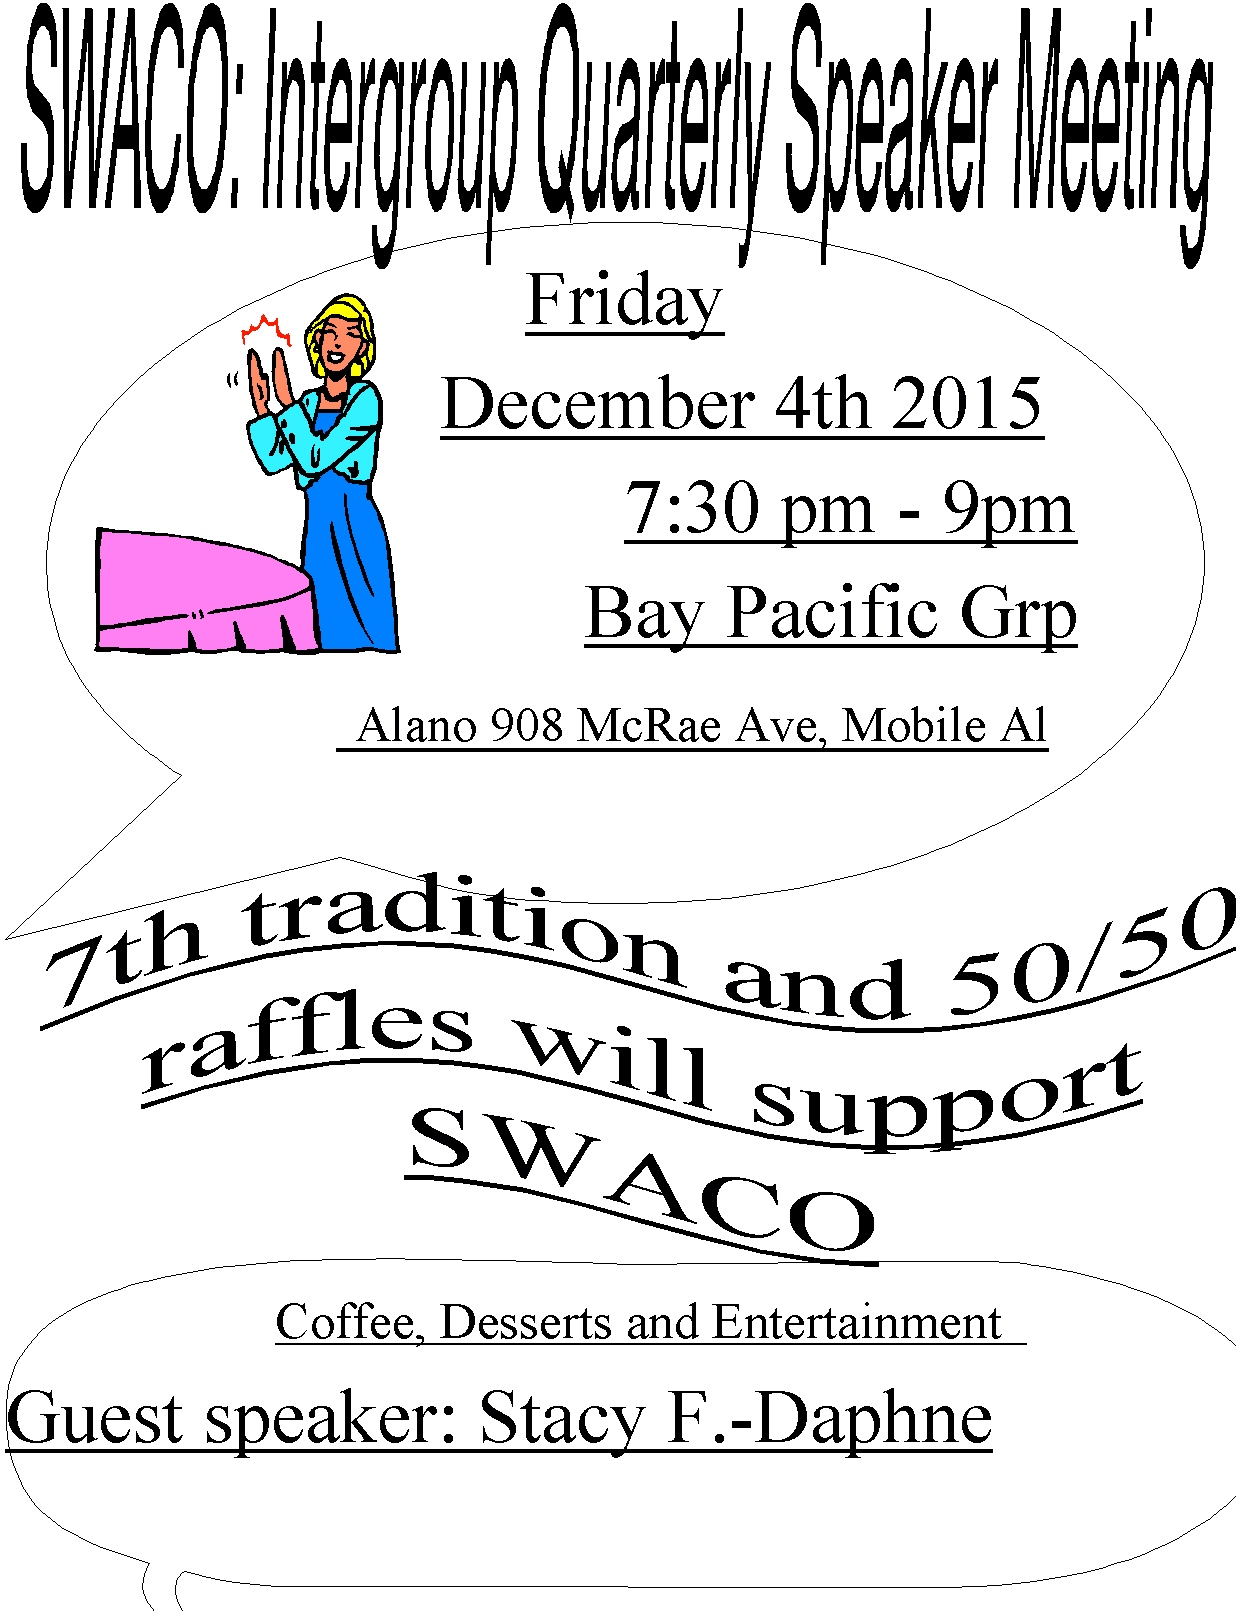 SWACO: Intergroup Quarterly Speaker Meeting
Friday
December 4th 2015
7:30 pm - 9pm
Bay Pacific Grp
Alano 908 McRae Ave, Mobile Al
7th tradition and 50/50
raffles will support
SWACO
Coffee, Desserts and Entertainment
Guest speaker: Stacy F.-Daphne